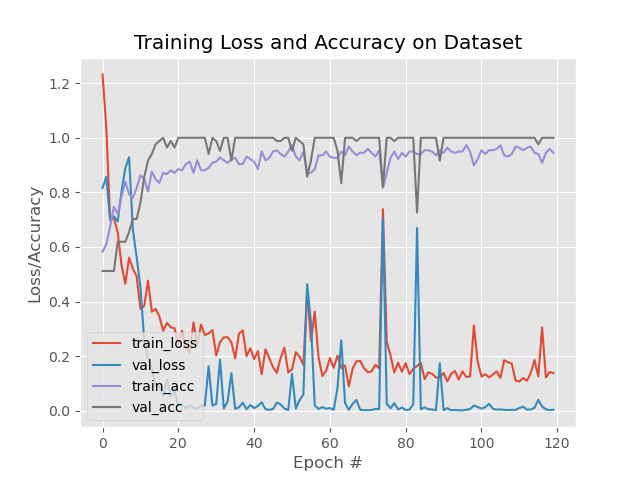 Training Loss and Accuracy on Dataset
Loss/Accuracy
1.2
1.0
0.8
0.6
0.4
0.2
0.0
train_loss
val_loss
train_acc
val_acc
0 20 40 60 80 100 120
Epoch #